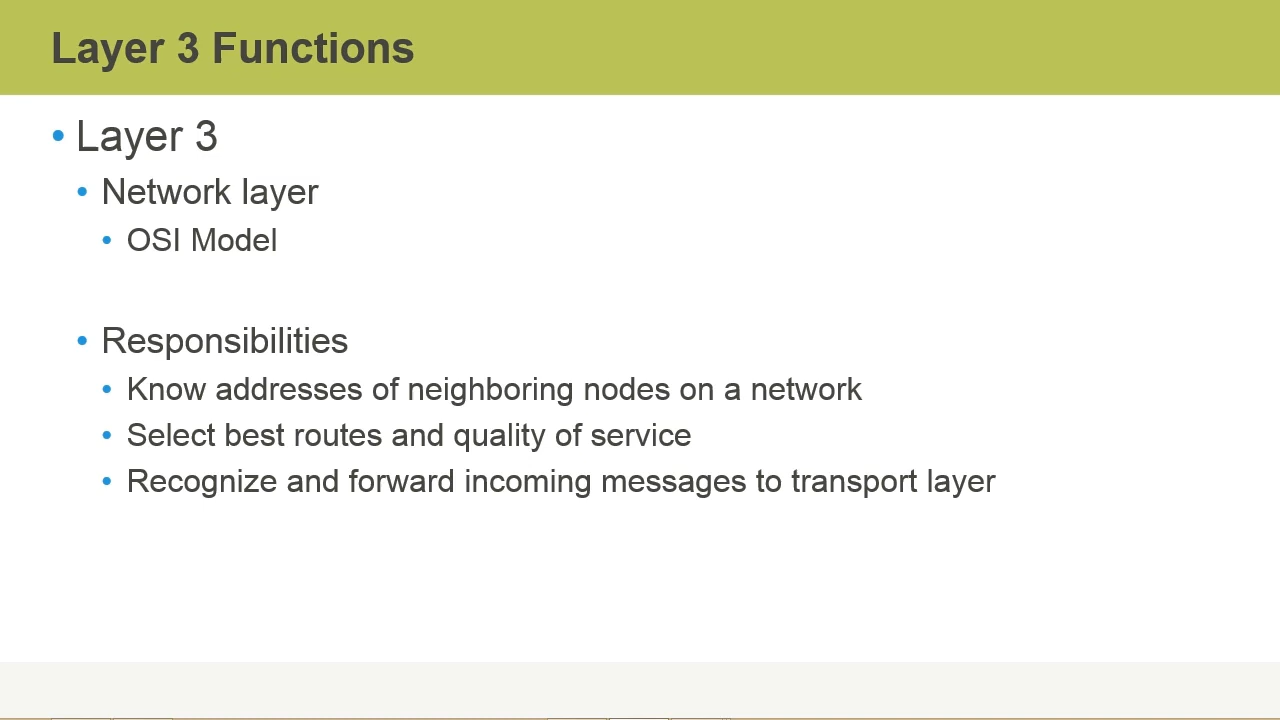 Layer 3 Functions
• Layer 3
• Network layer
• OSI Model
• Responsibilities
• Know addresses of neighboring nodes on a network
• Select best routes and quality of service
• Recognize and forward incoming messages to transport layer